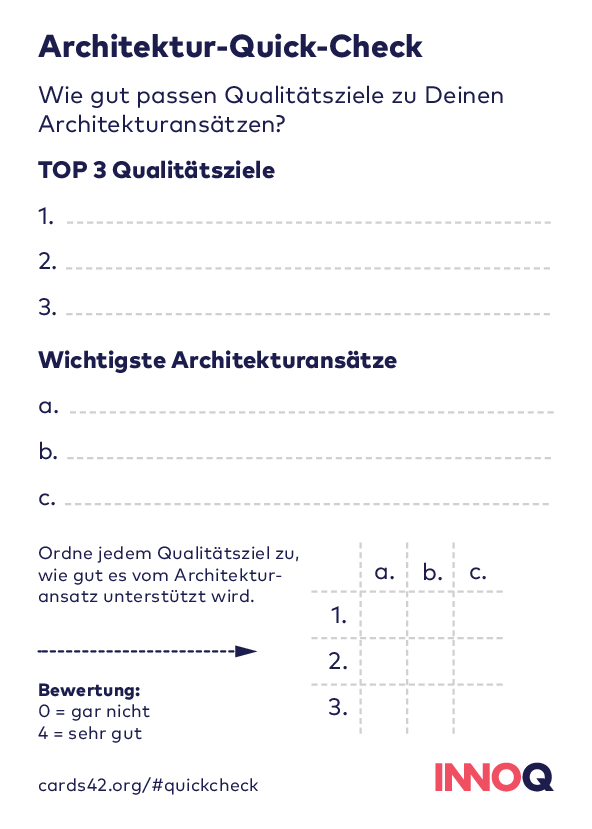 Architektur-Quick-Check
Wie gut passen Qualitätsziele zu Deinen
Architekturansätzen?
TOP 3 Qualitätsziele
1.
2.
3.
Wichtigste Architekturansätze
a.
b.
c.
Ordne jedem Qualitätsziel zu,
wie gut es vom Architektur-
ansatz unterstützt wird.
a. b. c.
1.
2.
3.
Bewertung:
0 = gar nicht
4 = sehr gut
cards42.org/#quickcheck
INNOQ